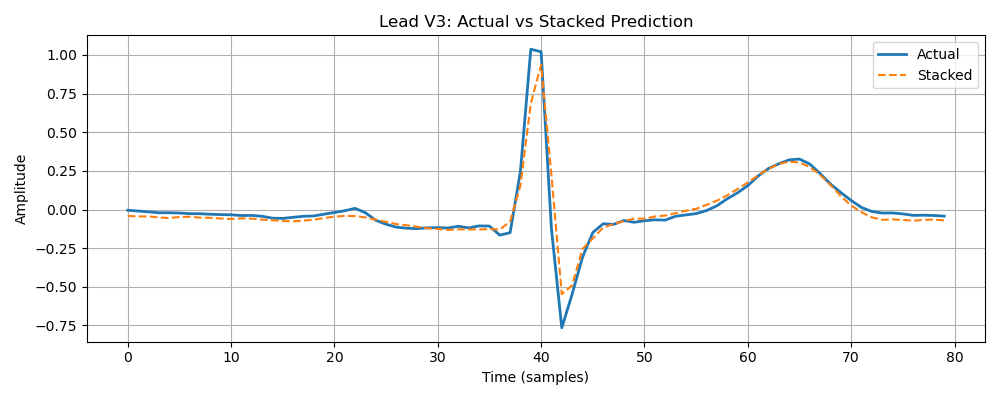 Lead V3: Actual vs Stacked Prediction
Actual
Stacked
Amplitude
1.00
0.75
0.50
0.25
0.00
−0.25
−0.50
−0.75
0 10 20 30 40 50 60 70 80
Time (samples)